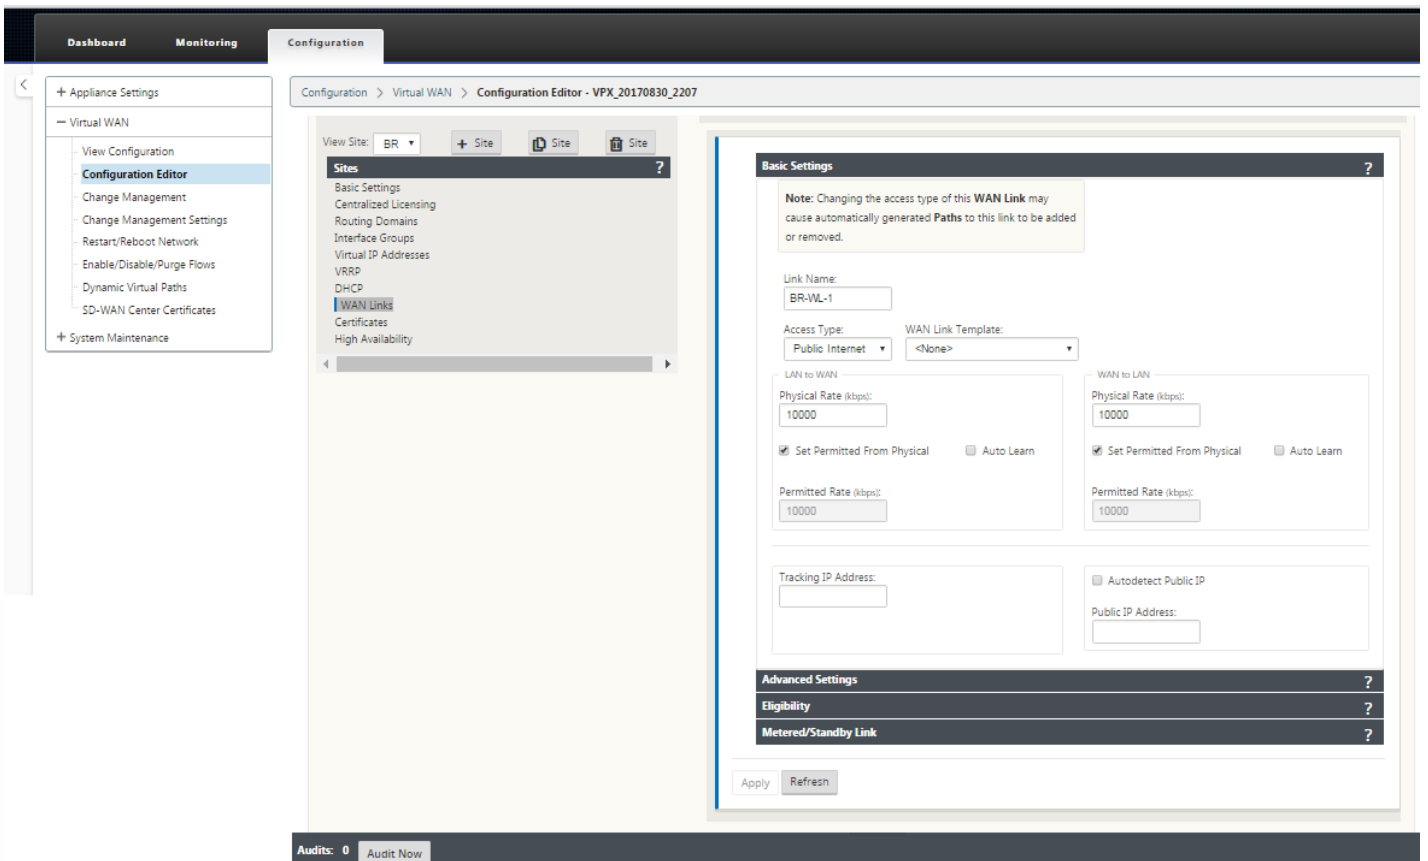 Dashboard Monitoring Configuration
+ Appliance Settings
− Virtual WAN
View Configuration
Configuration Editor
Change Management
Change Management Settings
Restart/Reboot Network
Enable/Disable/Purge Flows
Dynamic Virtual Paths
SD-WAN Center Certificates
+ System Maintenance
Configuration > Virtual WAN > Configuration Editor - VPX_20170830_2207
View Site: BR + Site Site Site
Sites ?
Basic Settings
Centralized Licensing
Routing Domains
Interface Groups
Virtual IP Addresses
VRRP
DHCP
WAN Links
Certificates
High Availability
Basic Settings ?
Note: Changing the access type of this WAN Link may
cause automatically generated Paths to this link to be added
or removed.
Link Name:
BR-WL-1
Access Type: WAN Link Template:
Public Internet <None>
LAN to WAN
Physical Rate (kbps):
10000
Set Permitted From Physical Auto Learn
Permitted Rate (kbps):
10000
WAN to LAN
Physical Rate (kbps):
10000
Set Permitted From Physical Auto Learn
Permitted Rate (kbps):
10000
Tracking IP Address:
Autodetect Public IP
Public IP Address:
Advanced Settings ?
Eligibility ?
Metered/Standby Link ?
Apply Refresh
Audits: 0 Audit Now